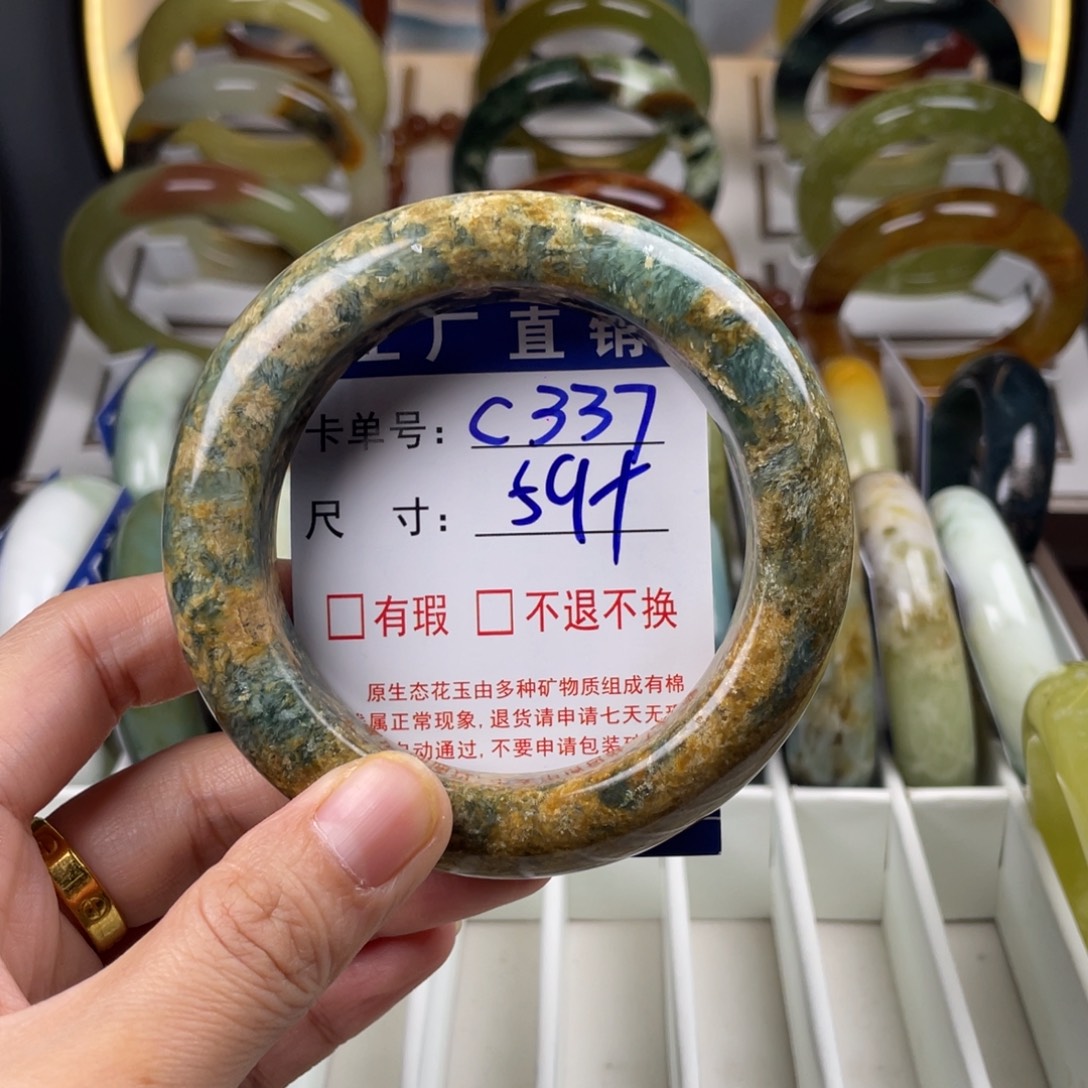 工厂直销
卡单号: C337
尺 寸: 59+
□有瑕 □不退不换
原生态花玉由多种矿物质组成有棉
属正常现象,退货请申请七天无
自动通过,不要申请包装